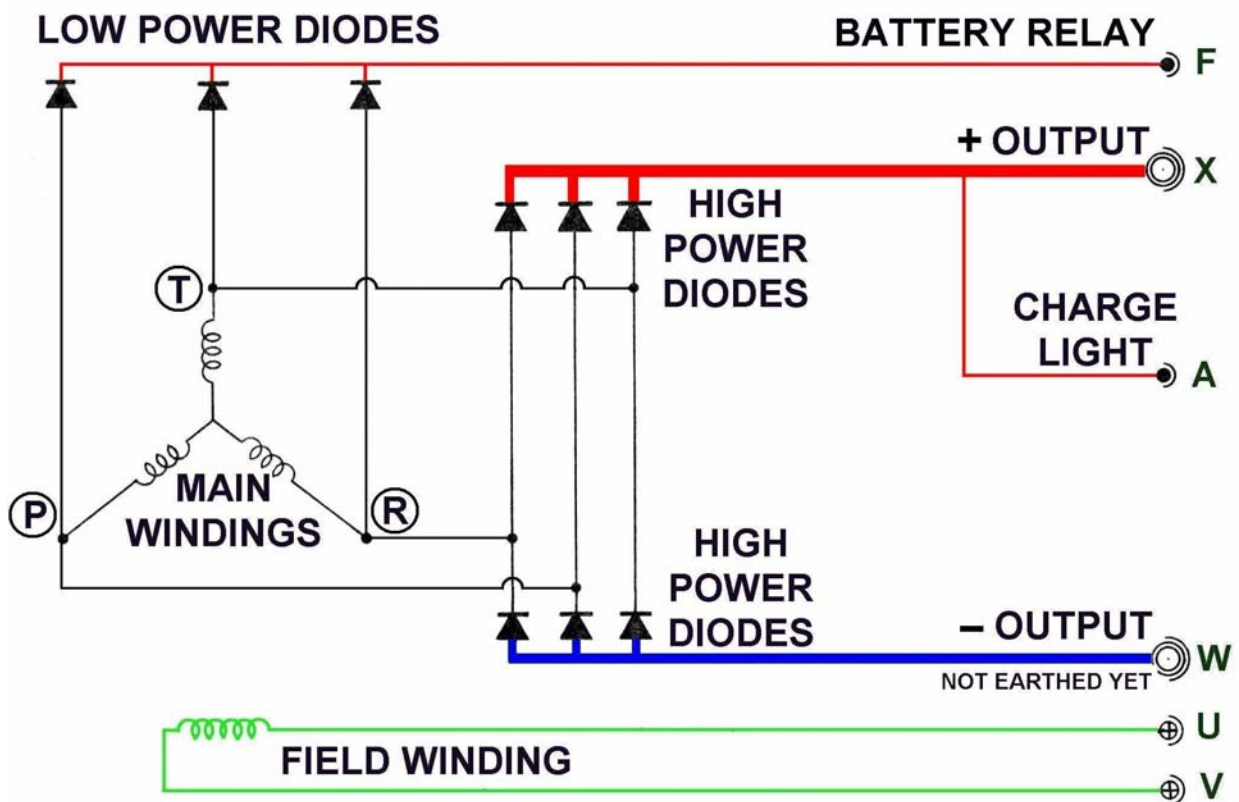 LOW POWER DIODES
BATTERY RELAY
F
+ OUTPUT
X
HIGH
POWER
DIODES
T
CHARGE
LIGHT
A
MAIN
WINDINGS
P
R
HIGH
POWER
DIODES
– OUTPUT
W
NOT EARTHED YET
U
FIELD WINDING
V